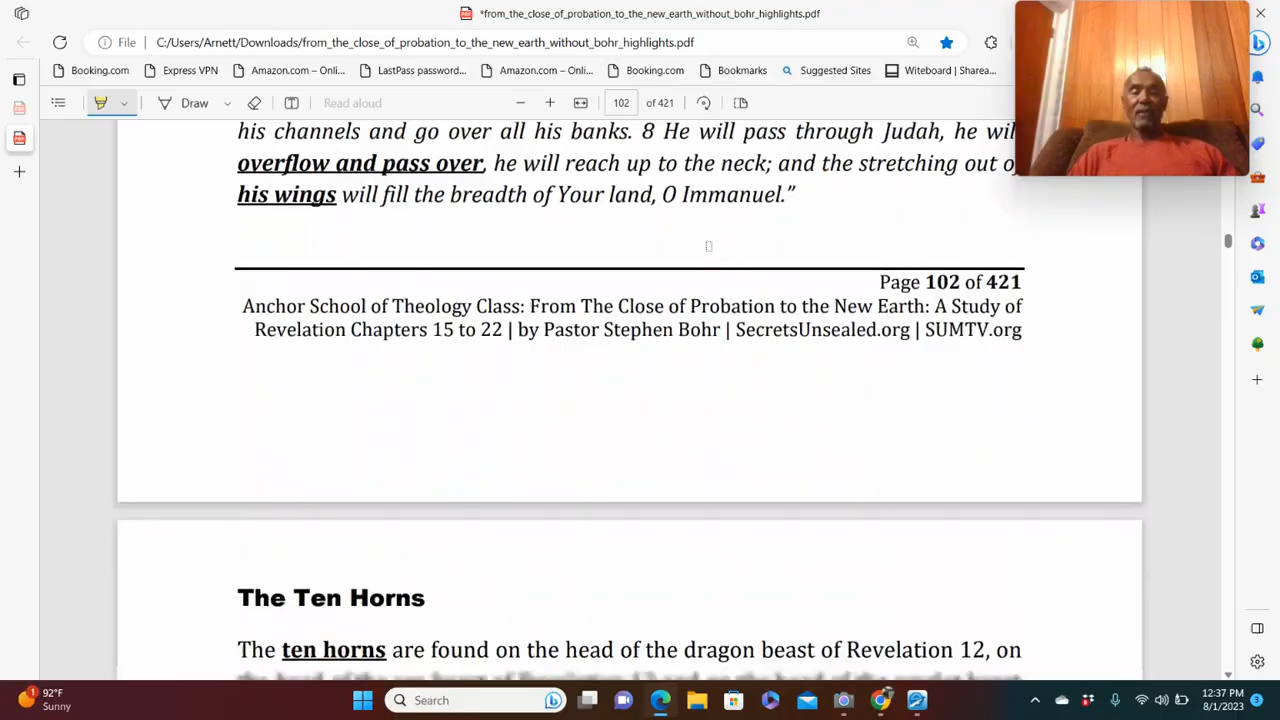 *from_the_close_of_probation_to_the_new_earth_without_bohr_highlights.pdf
File
C:/Users/Arnett/Downloads/from_the_close_of_probation_to_the_new_earth_without_bohr_highlights.pdf
Booking.com
Express VPN
Amazon.com – Onli...
LastPass password...
Amazon.com – Onli...
Booking.com
Bookmarks
Suggested Sites
Witeboard | Sharea...
Draw
Read aloud
102 of 421
his channels and go over all his banks. 8 He will pass through Judah, he wil
overflow and pass over, he will reach up to the neck; and the stretching out o
his wings will fill the breadth of Your land, O Immanuel.”
Page 102 of 421
Anchor School of Theology Class: From The Close of Probation to the New Earth: A Study of
Revelation Chapters 15 to 22 | by Pastor Stephen Bohr | SecretsUnsealed.org | SUMTV.org
The Ten Horns
The ten horns are found on the head of the dragon beast of Revelation 12, on
1
92°F
Sunny
Search
12:37 PM
8/1/2023